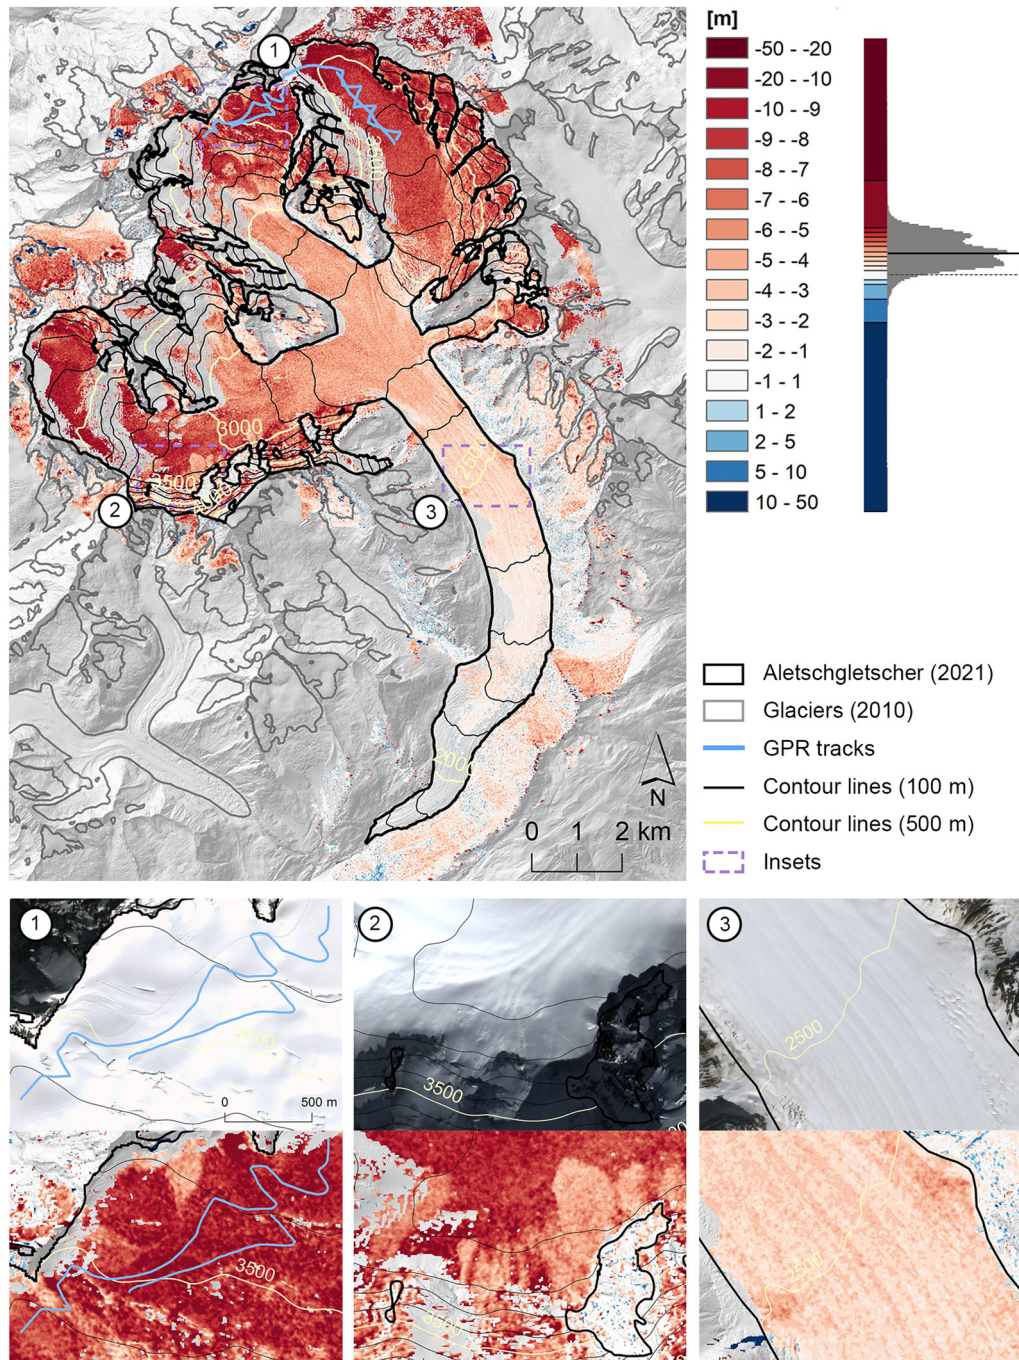 [m]
-50 - -20
-20 - -10
-10 - -9
-9 - -8
-8 - -7
-7 - -6
-6 - -5
-5 - -4
-4 - -3
-3 - -2
-2 - -1
-1 - 1
1 - 2
2 - 5
5 - 10
10 - 50
1
3000
3000
3500
4000
2
3
2000
N
0 1 2 km
Aletschgletscher (2021)
Glaciers (2010)
GPR tracks
Contour lines (100 m)
Contour lines (500 m)
Insets
1
3500
0 500 m
2
3500
3
2500
3500
3500
2500